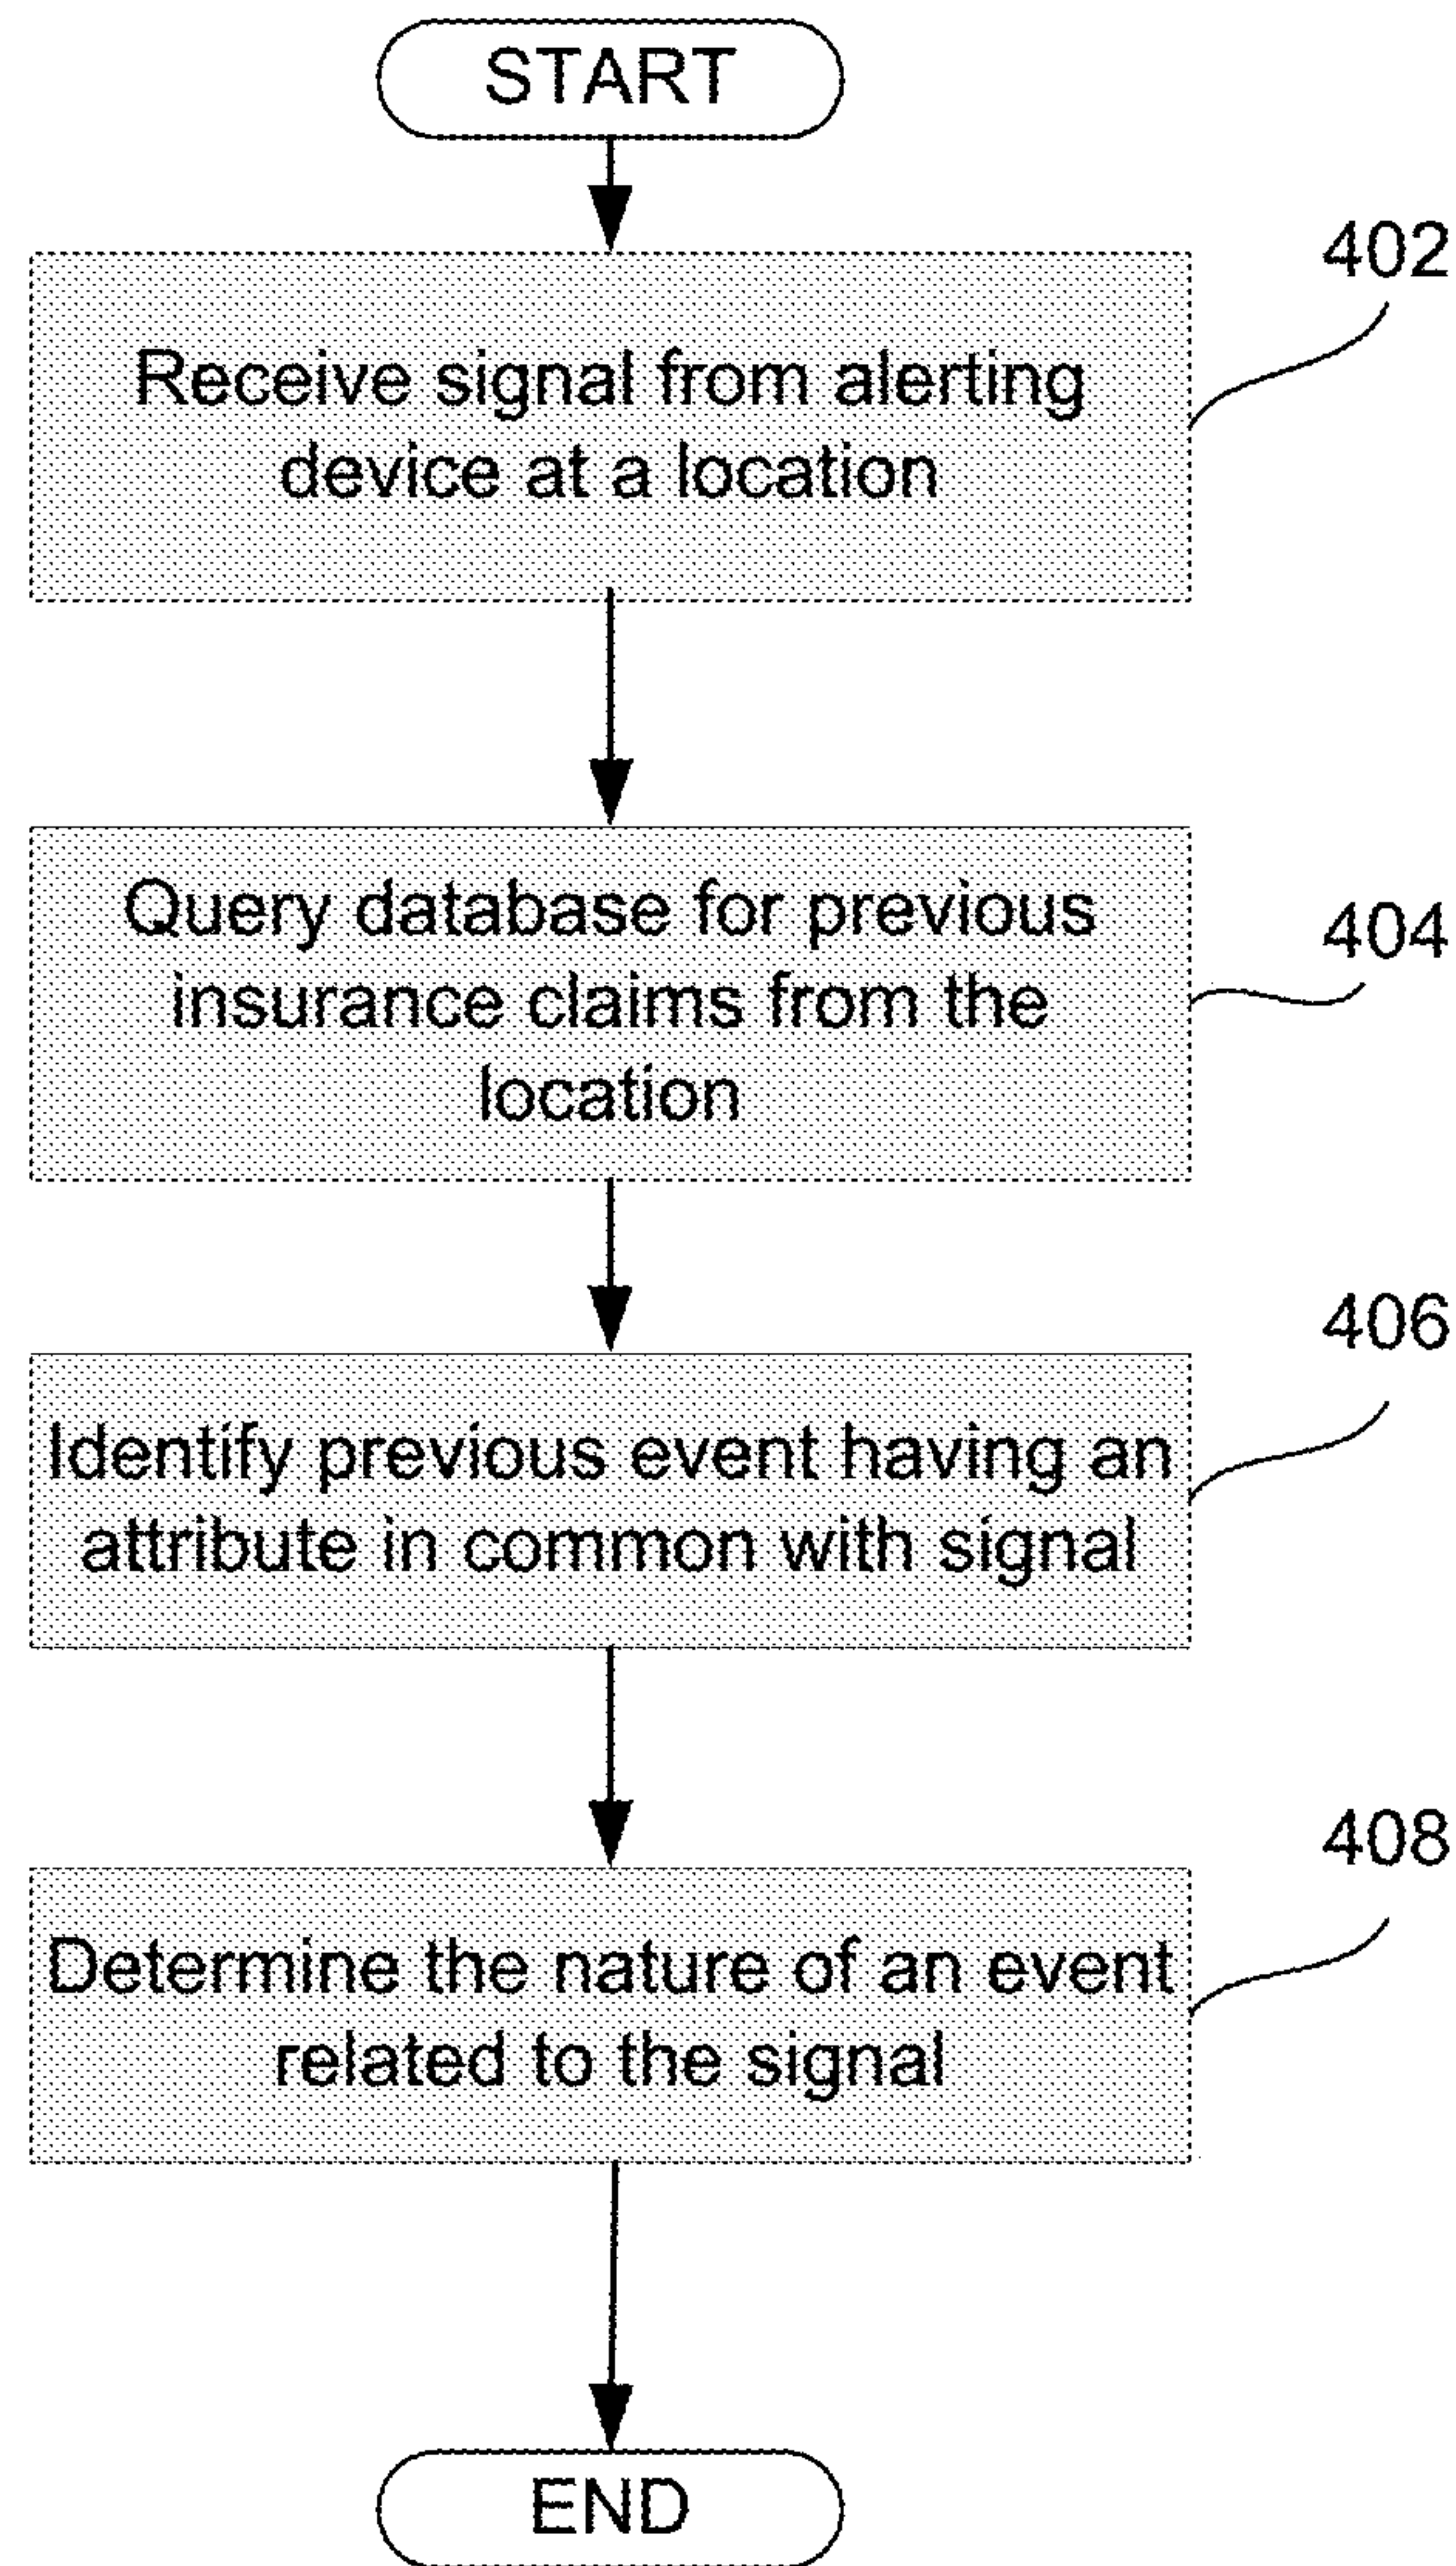 START
402
Receive signal from alerting
device at a location
404
Query database for previous
insurance claims from the
location
406
Identify previous event having an
attribute in common with signal
408
Determine the nature of an event
related to the signal
END